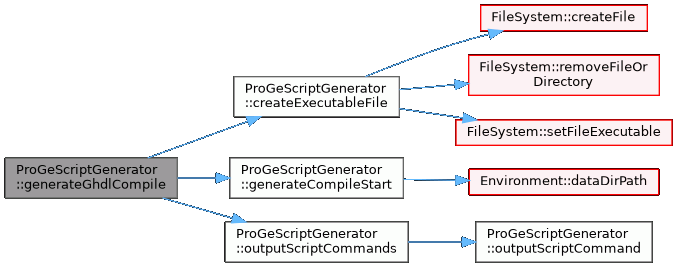 FileSystem::createFile
FileSystem::removeFileOr
Directory
ProGeScriptGenerator
::createExecutableFile
FileSystem::setFileExecutable
ProGeScriptGenerator
::generateGhdlCompile
ProGeScriptGenerator
::generateCompileStart
Environment::dataDirPath
ProGeScriptGenerator
::outputScriptCommands
ProGeScriptGenerator
::outputScriptCommand